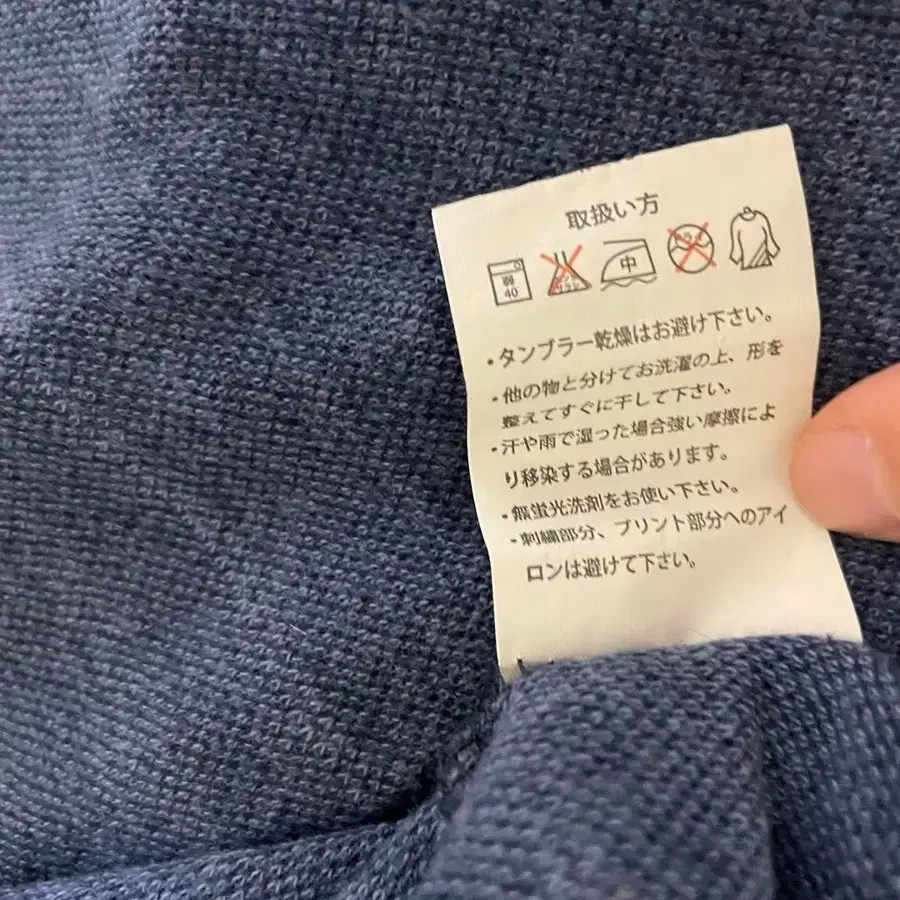 取扱い方
弱
40
中
・タンブラー乾燥はお避け下さい。
・他の物と分けてお洗濯の上、形を
整えてすぐに干して下さい。
・汗や雨で湿った場合強い摩擦によ
り移染する場合があります。
・無蛍光洗剤をお使い下さい。
・刺繍部分、プリント部分へのアイ
ロンは避けて下さい。